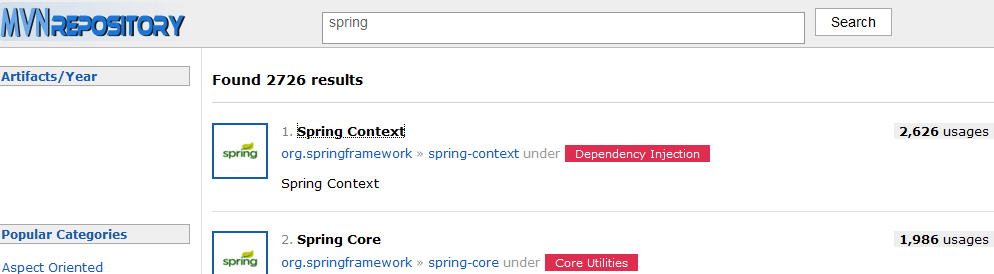 MVNREPOSITORY
spring
Search
Artifacts/Year
Found 2726 results
spring
1. Spring Context
2,626 usages
org.springframework » spring-context under Dependency Injection
Spring Context
Popular Categories
Aspect Oriented
spring
2. Spring Core
1,986 usages
org.springframework » spring-core under Core Utilities